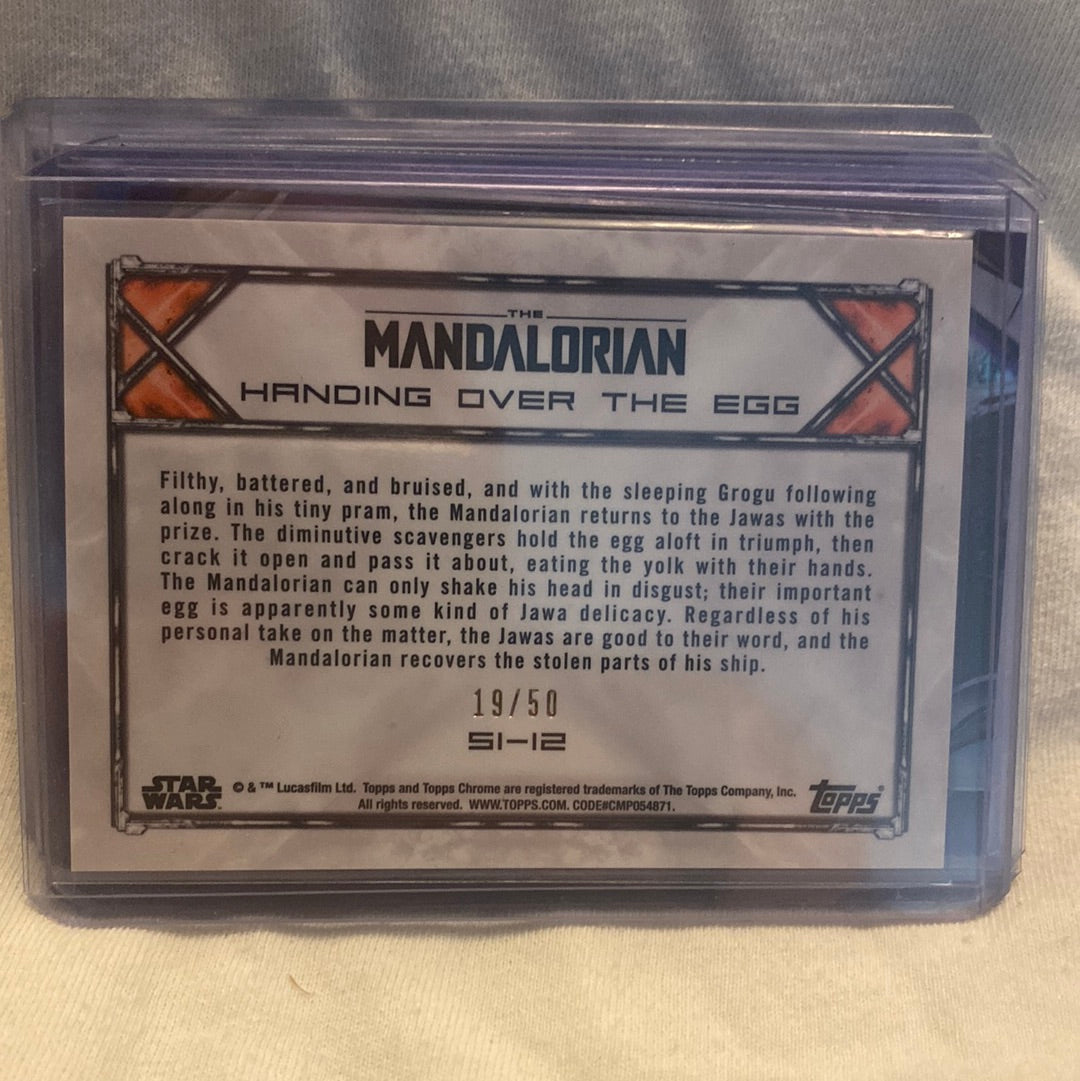 THE
MANDALORIAN
HANDING OVER THE EGG
Filthy, battered, and bruised, and with the sleeping Grogu following
along in his tiny pram, the Mandalorian returns to the Jawas with the
prize. The diminutive scavengers hold the egg aloft in triumph, then
crack it open and pass it about, eating the yolk with their hands.
The Mandalorian can only shake his head in disgust; their important
egg is apparently some kind of Jawa delicacy. Regardless of his
personal take on the matter, the Jawas are good to their word, and the
Mandalorian recovers the stolen parts of his ship.
19/50
S1-12
STAR
WARS
© & ™ Lucasfilm Ltd. Topps and Topps Chrome are registered trademarks of The Topps Company, Inc.
All rights reserved. WWW.TOPPS.COM. CODE#CMP054871.
topps®